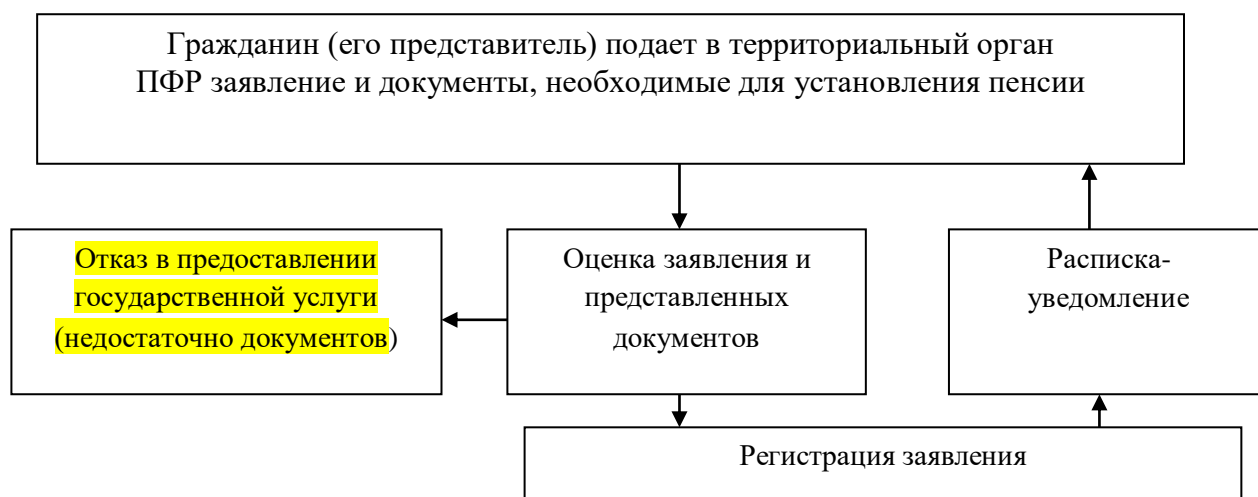 Гражданин (его представитель) подает в территориальный орган
ПФР заявление и документы, необходимые для установления пенсии
Отказ в предоставлении
государственной услуги
(недостаточно документов)
Оценка заявления и
представленных
документов
Расписка-
уведомление
Регистрация заявления